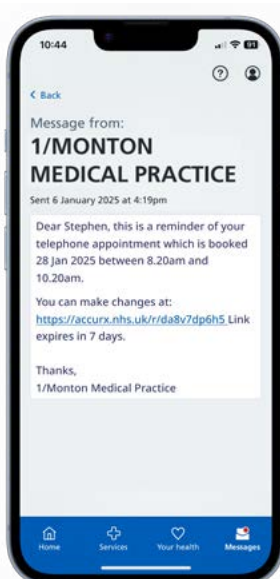 10:44
Back
Message from:
1/MONTON
MEDICAL PRACTICE
Sent 6 January 2025 at 4:19pm
Dear Stephen, this is a reminder of your
telephone appointment which is booked
28 Jan 2025 between 8.20am and
10.20am.
You can make changes at:
https://accurx.nhs.uk/r/da8v7dp6h5 Link
expires in 7 days.
Thanks,
1/Monton Medical Practice
Home Services Your health Messages